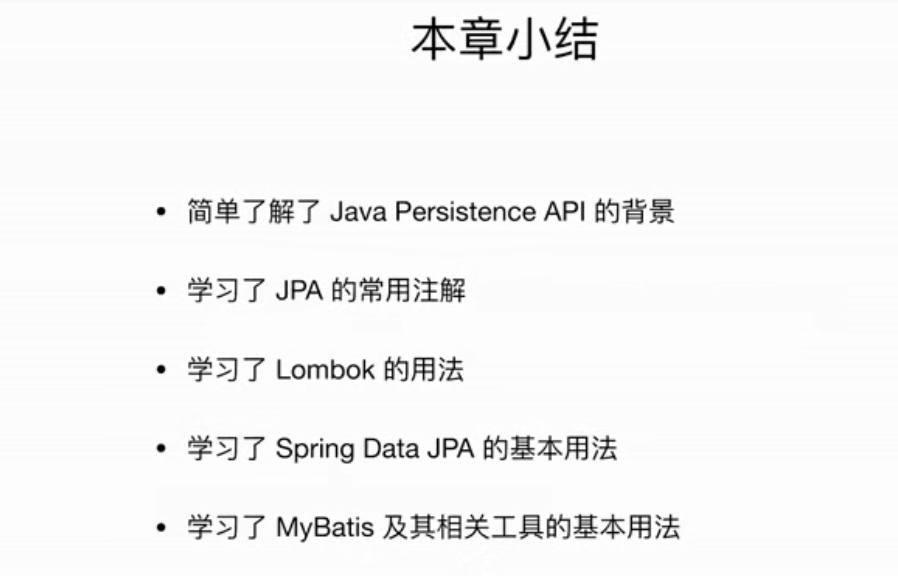 本章小结
• 简单了解了 Java Persistence API 的背景
• 学习了 JPA 的常用注解
• 学习了 Lombok 的用法
• 学习了 Spring Data JPA 的基本用法
• 学习了 MyBatis 及其相关工具的基本用法